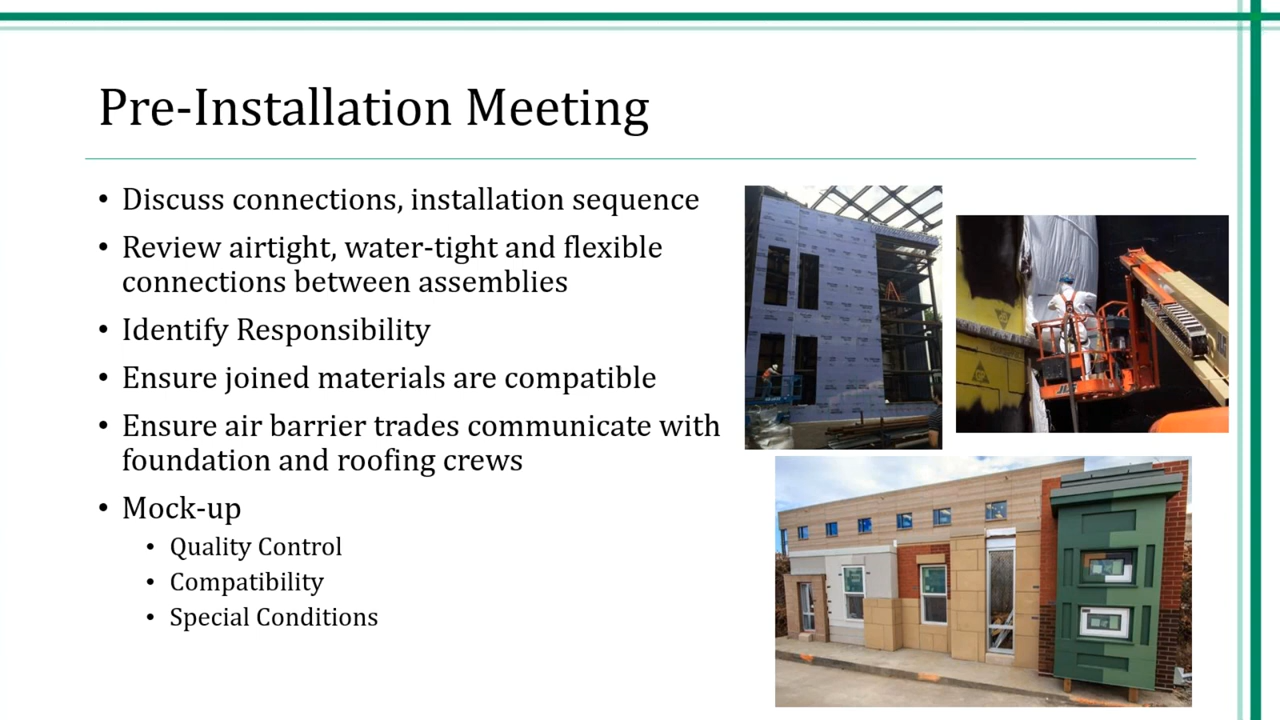 Pre-Installation Meeting
• Discuss connections, installation sequence
• Review airtight, water-tight and flexible
connections between assemblies
• Identify Responsibility
• Ensure joined materials are compatible
• Ensure air barrier trades communicate with
foundation and roofing crews
• Mock-up
• Quality Control
• Compatibility
• Special Conditions
JLG